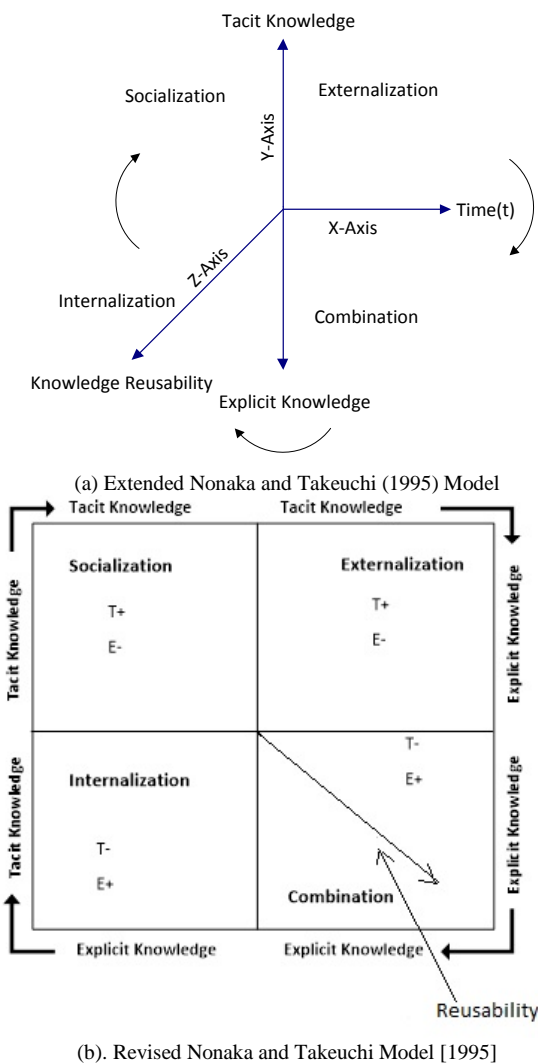 Tacit Knowledge
Socialization
Externalization
Y-Axis
Time(t)
X-Axis
Z-Axis
Internalization
Combination
Knowledge Reusability
Explicit Knowledge
(a) Extended Nonaka and Takeuchi (1995) Model
Tacit Knowledge Tacit Knowledge
Tacit Knowledge
Socialization
Externalization
Explicit Knowledge
T+
E-
T+
E-
Tacit Knowledge
Internalization
T-
E+
T-
E+
Combination
Explicit Knowledge
Explicit Knowledge Explicit Knowledge
Reusability
(b). Revised Nonaka and Takeuchi Model [1995]